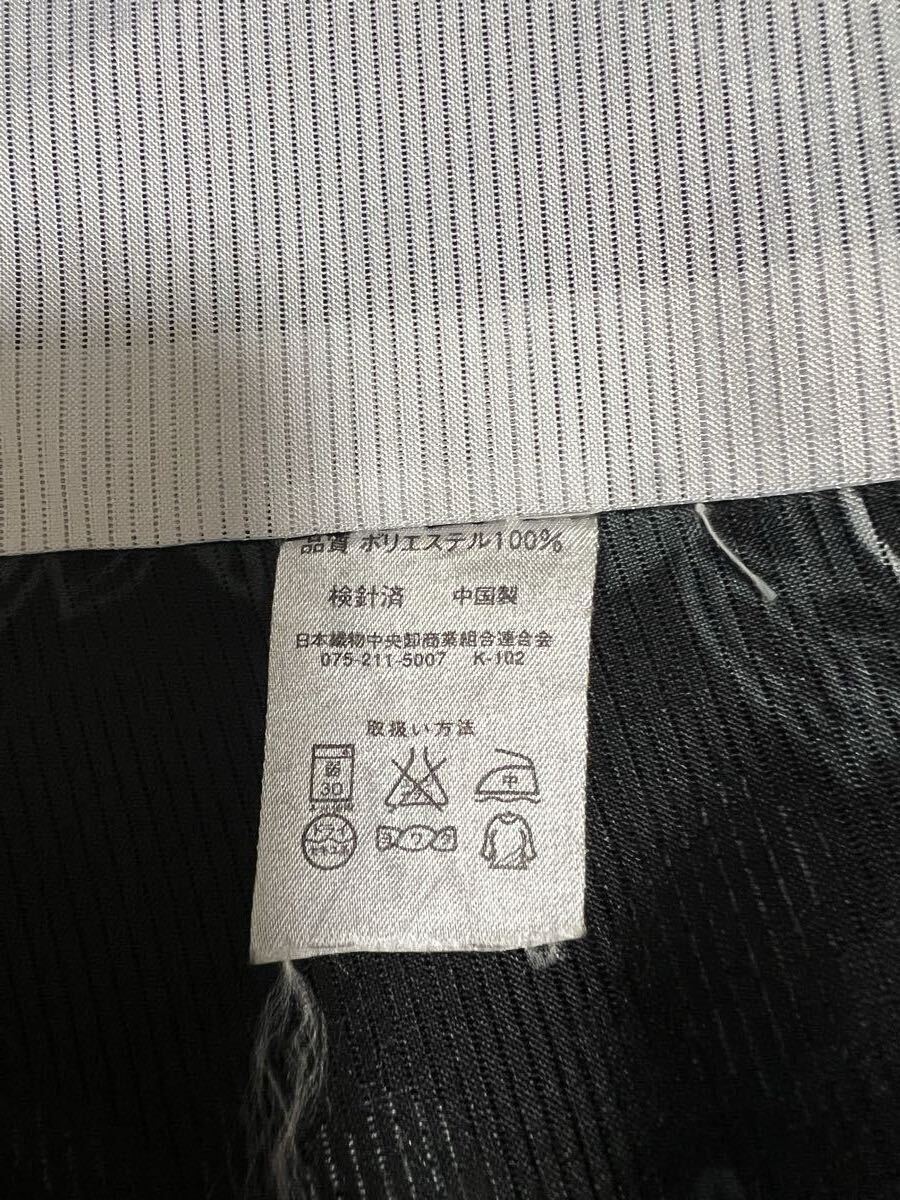 品質 ポリエステル100%
検針済 中国製
日本織物中央卸商業組合連合会
075-211-5007 K-102
取扱い方法
30
中